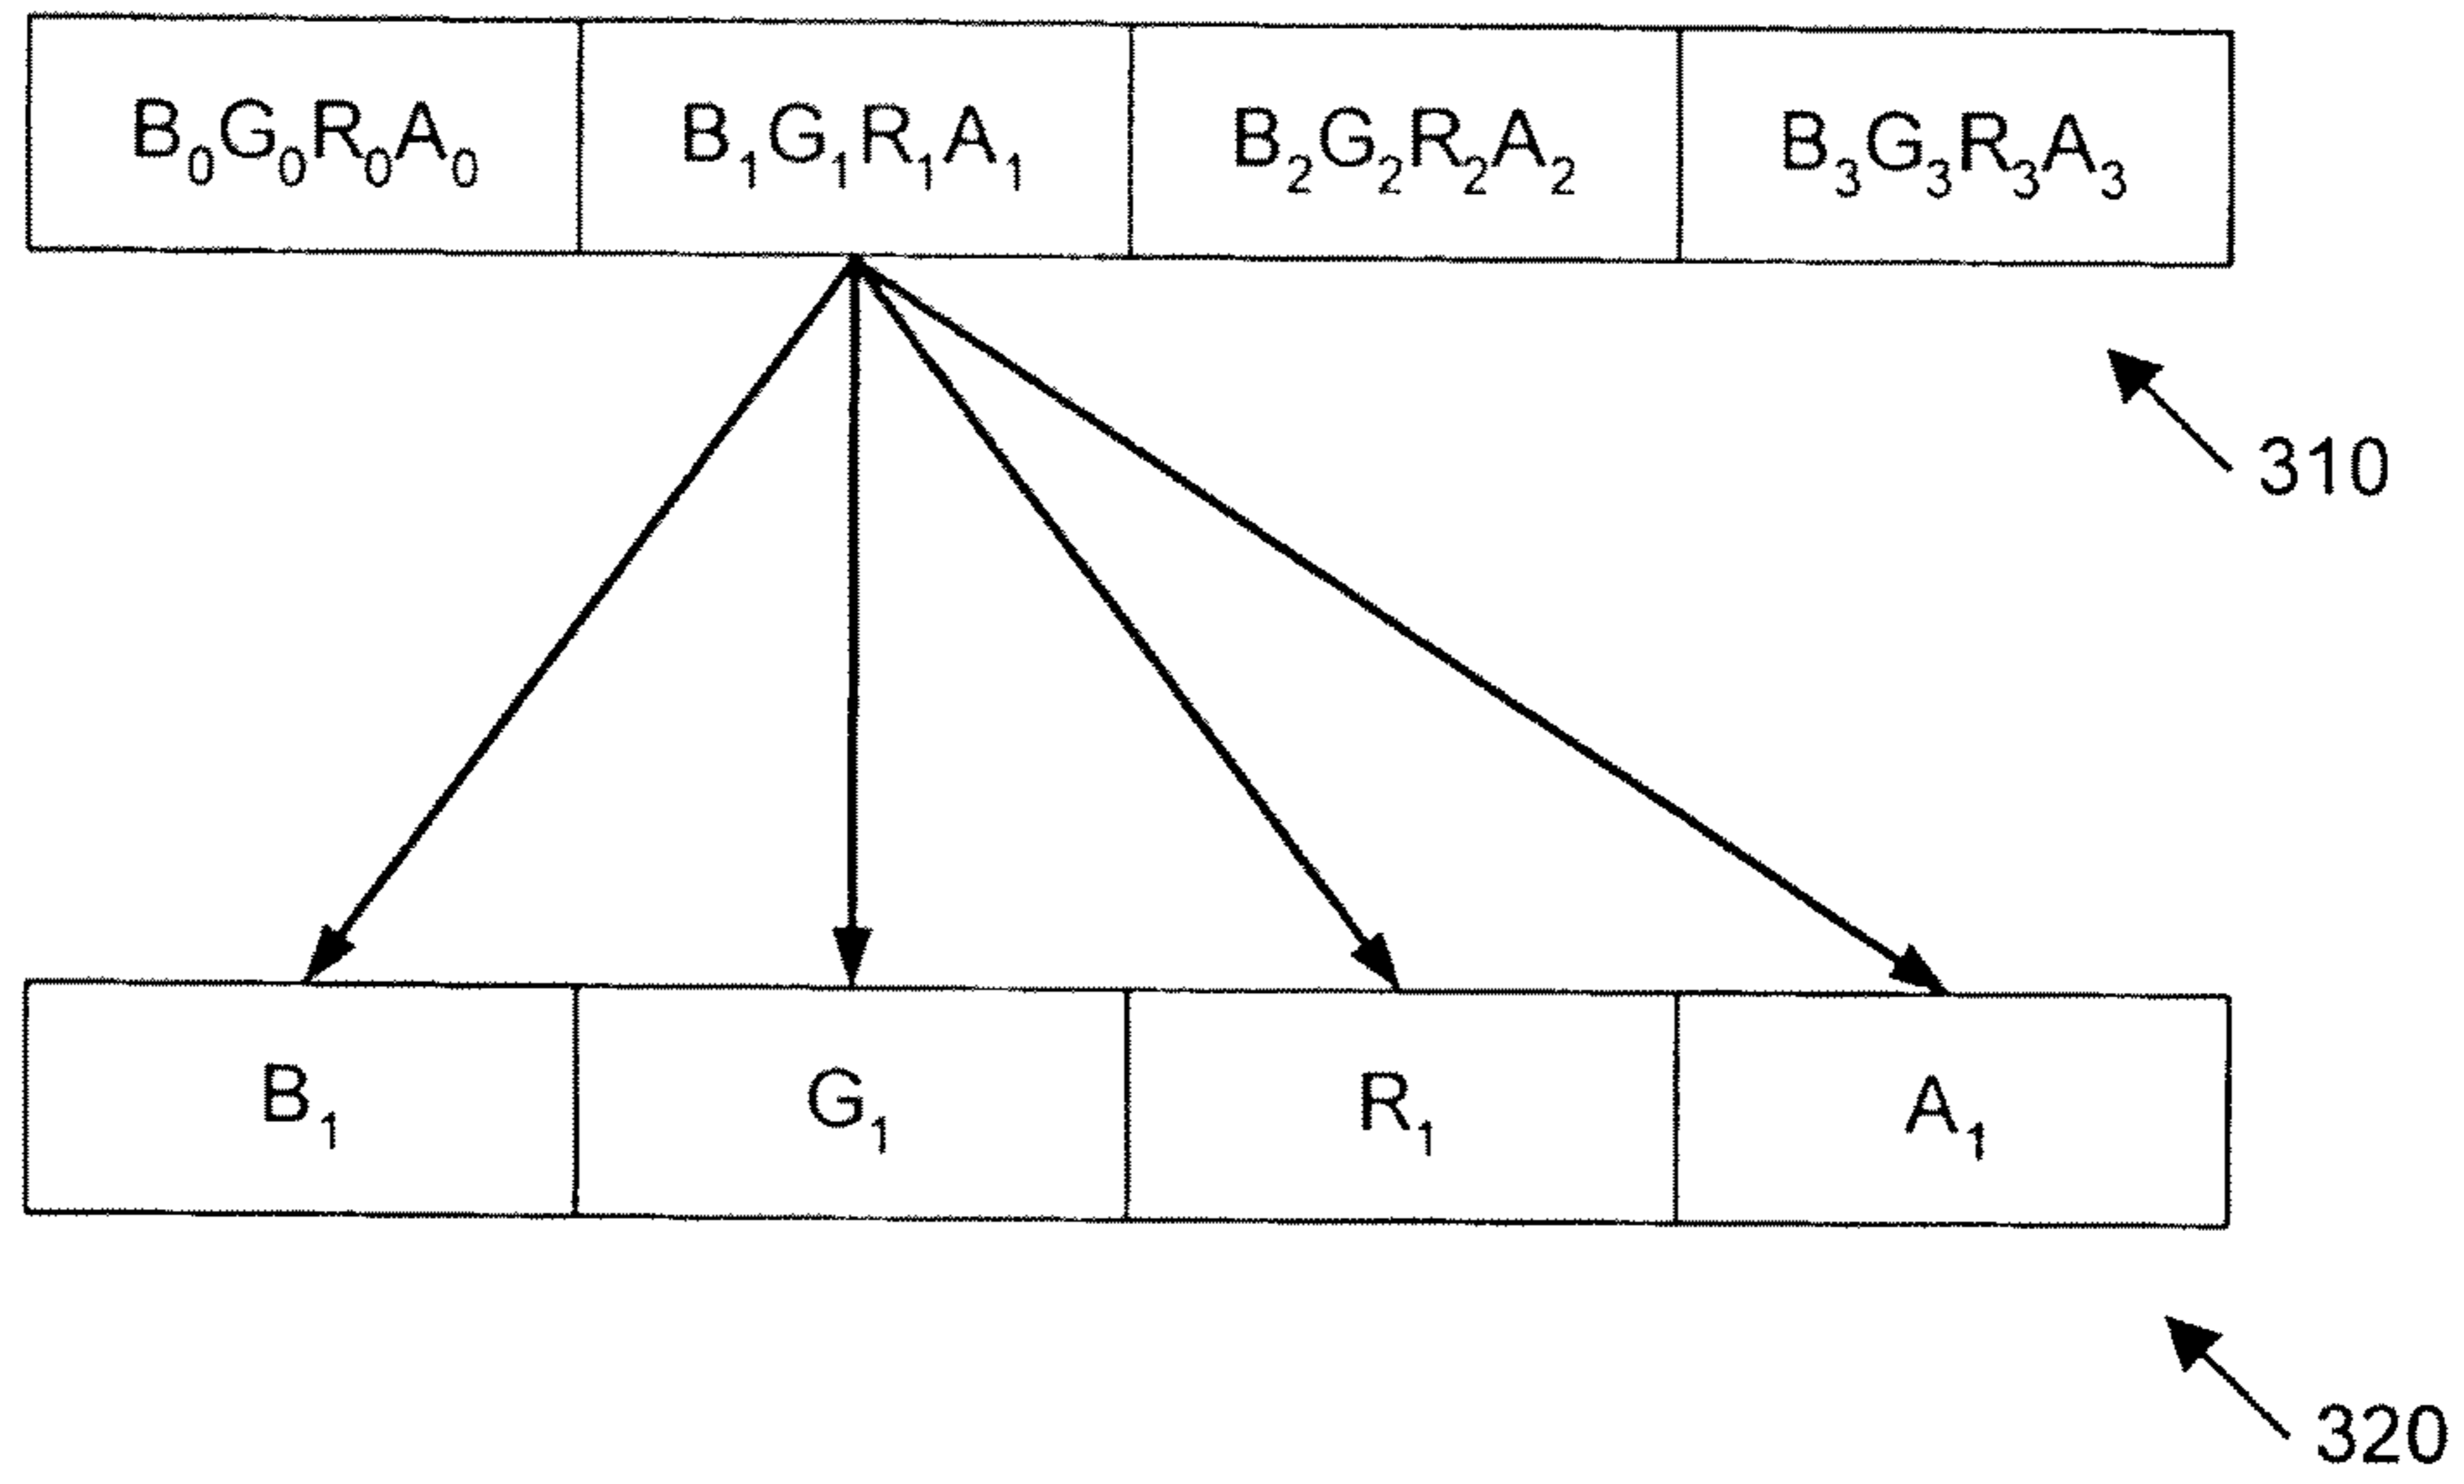 B₀G₀R₀A₀ B₁G₁R₁A₁ B₂G₂R₂A₂ B₃G₃R₃A₃
310
B₁ G₁ R₁ A₁
320